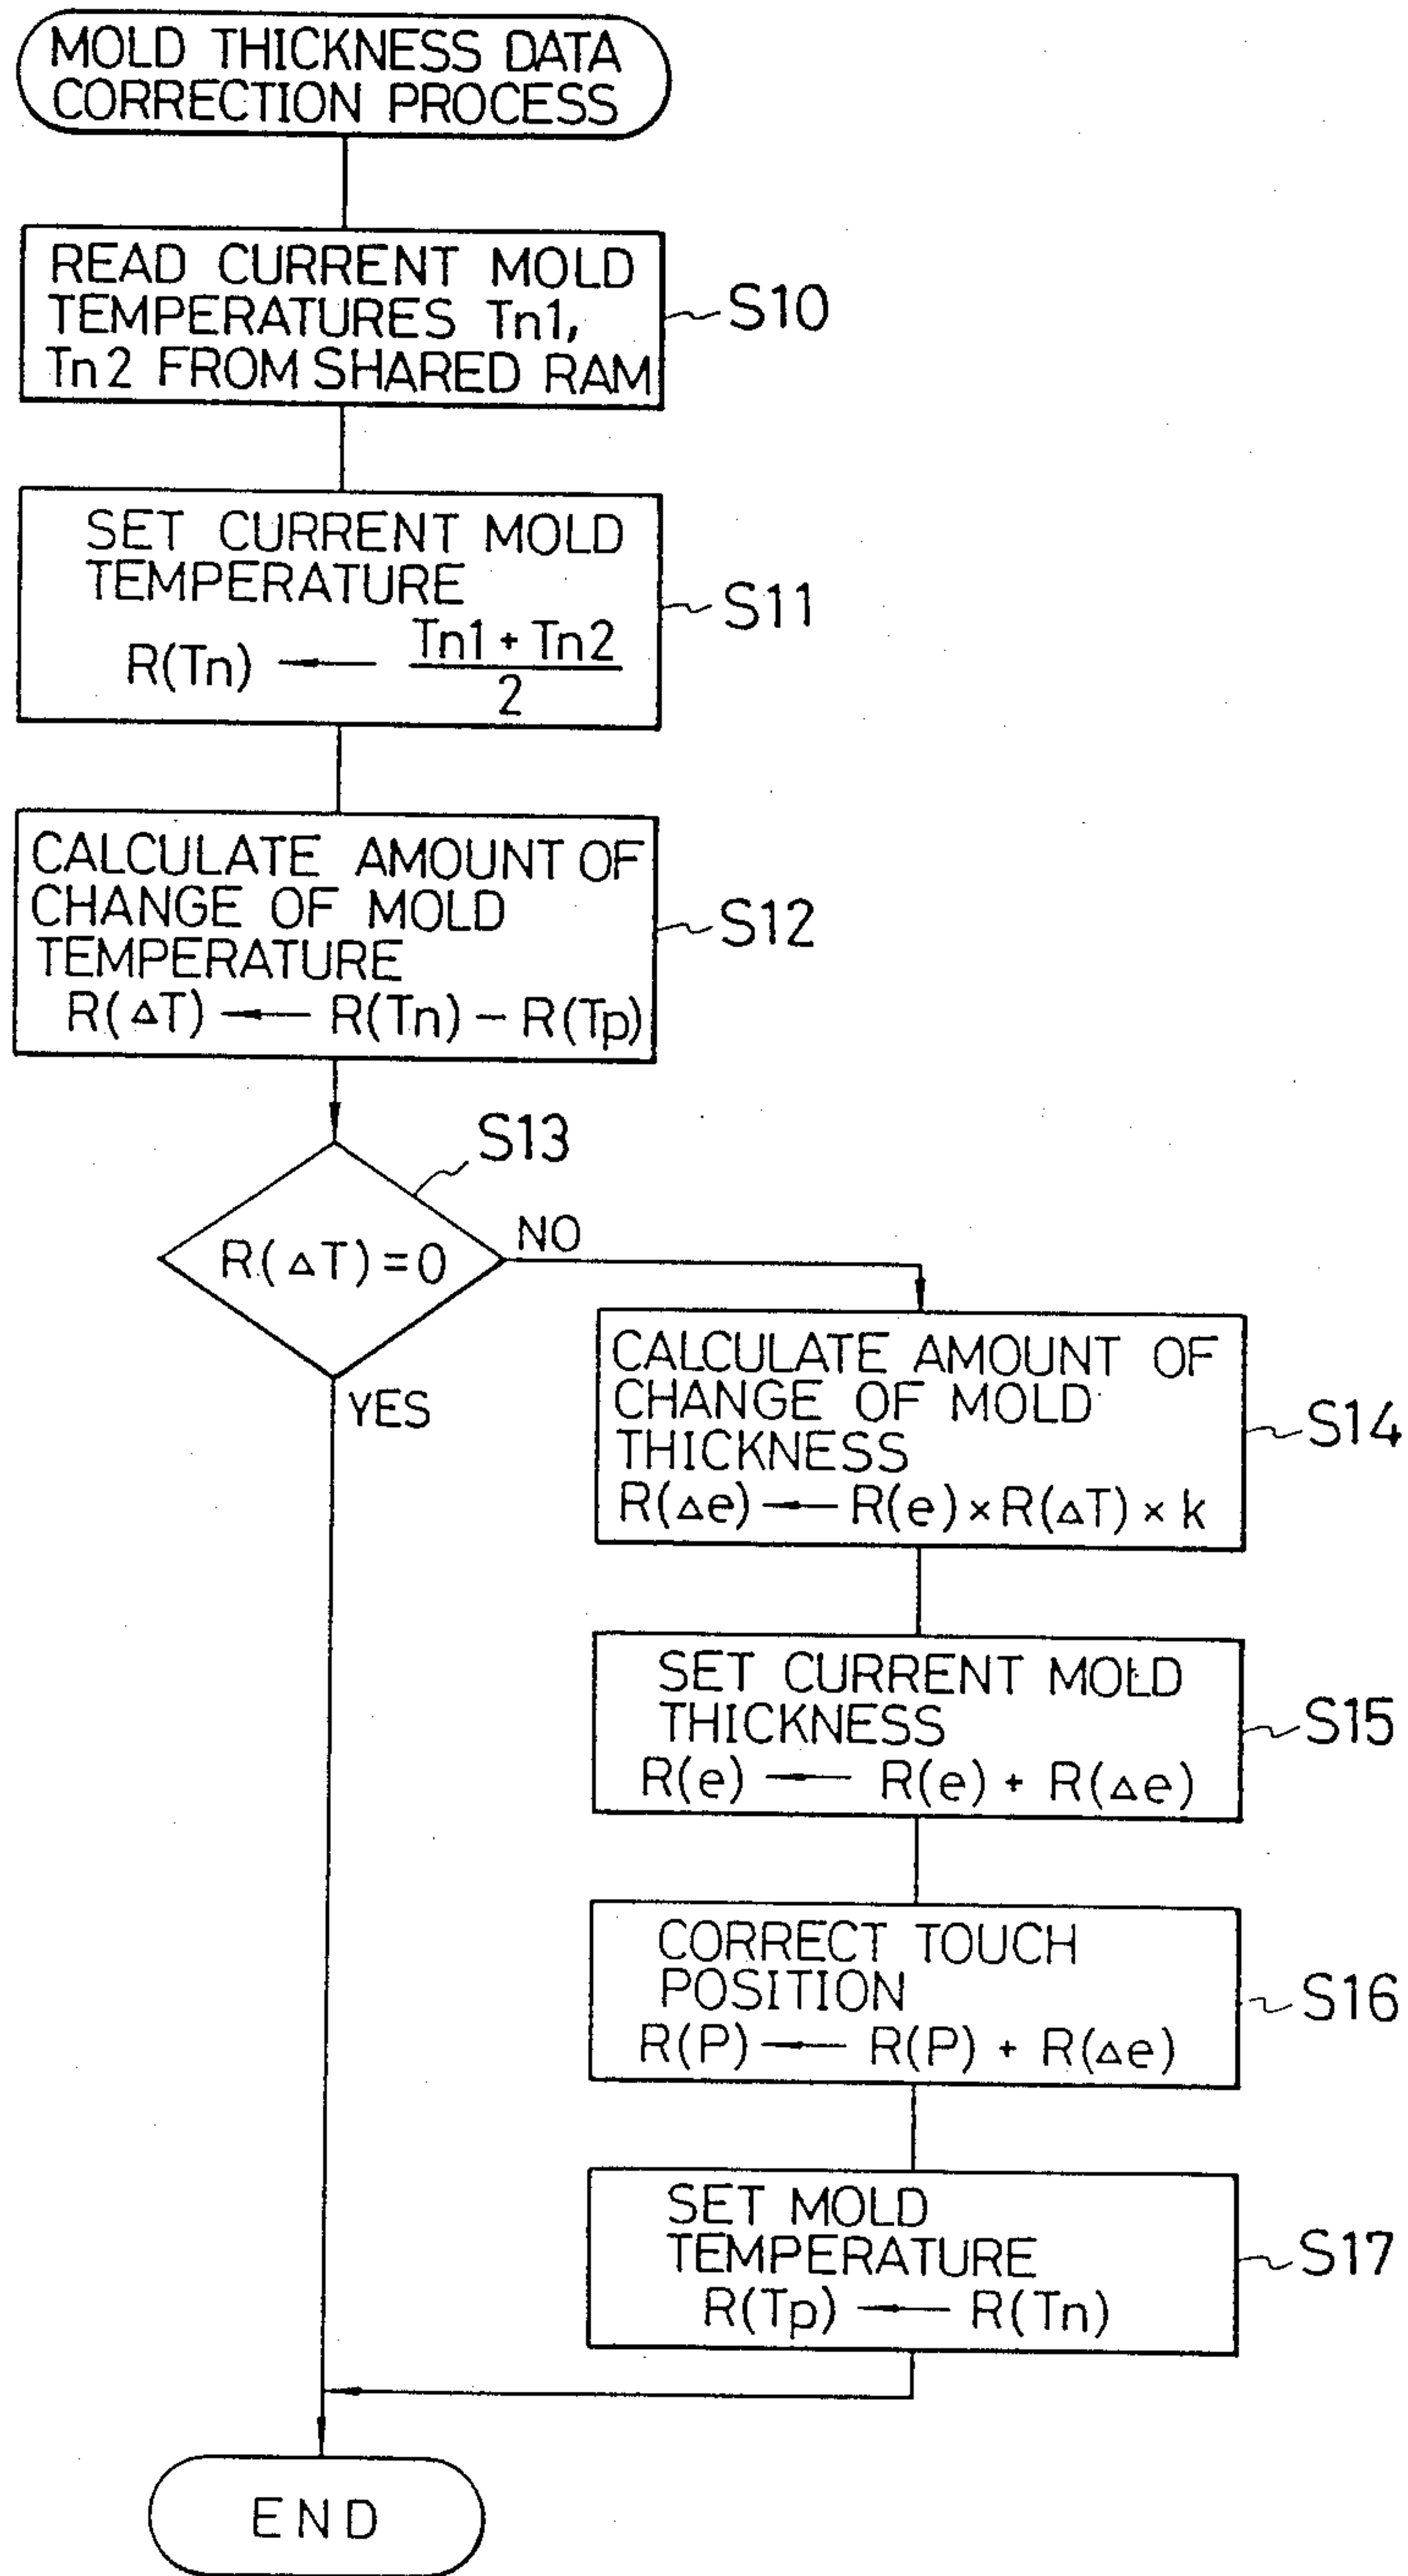 MOLD THICKNESS DATA
CORRECTION PROCESS
READ CURRENT MOLD
TEMPERATURES Tn1,
Tn2 FROM SHARED RAM
S10
SET CURRENT MOLD
TEMPERATURE
R(Tn) ← Tn1 + Tn2
2
S11
CALCULATE AMOUNT OF
CHANGE OF MOLD
TEMPERATURE
R(ΔT) ← R(Tn) − R(Tp)
S12
S13
R(ΔT)=0
NO
YES
CALCULATE AMOUNT OF
CHANGE OF MOLD
THICKNESS
R(Δe) ← R(e)×R(ΔT)×k
S14
SET CURRENT MOLD
THICKNESS
R(e) ← R(e) + R(Δe)
S15
CORRECT TOUCH
POSITION
R(P) ← R(P) + R(Δe)
S16
SET MOLD
TEMPERATURE
R(Tp) ← R(Tn)
S17
END